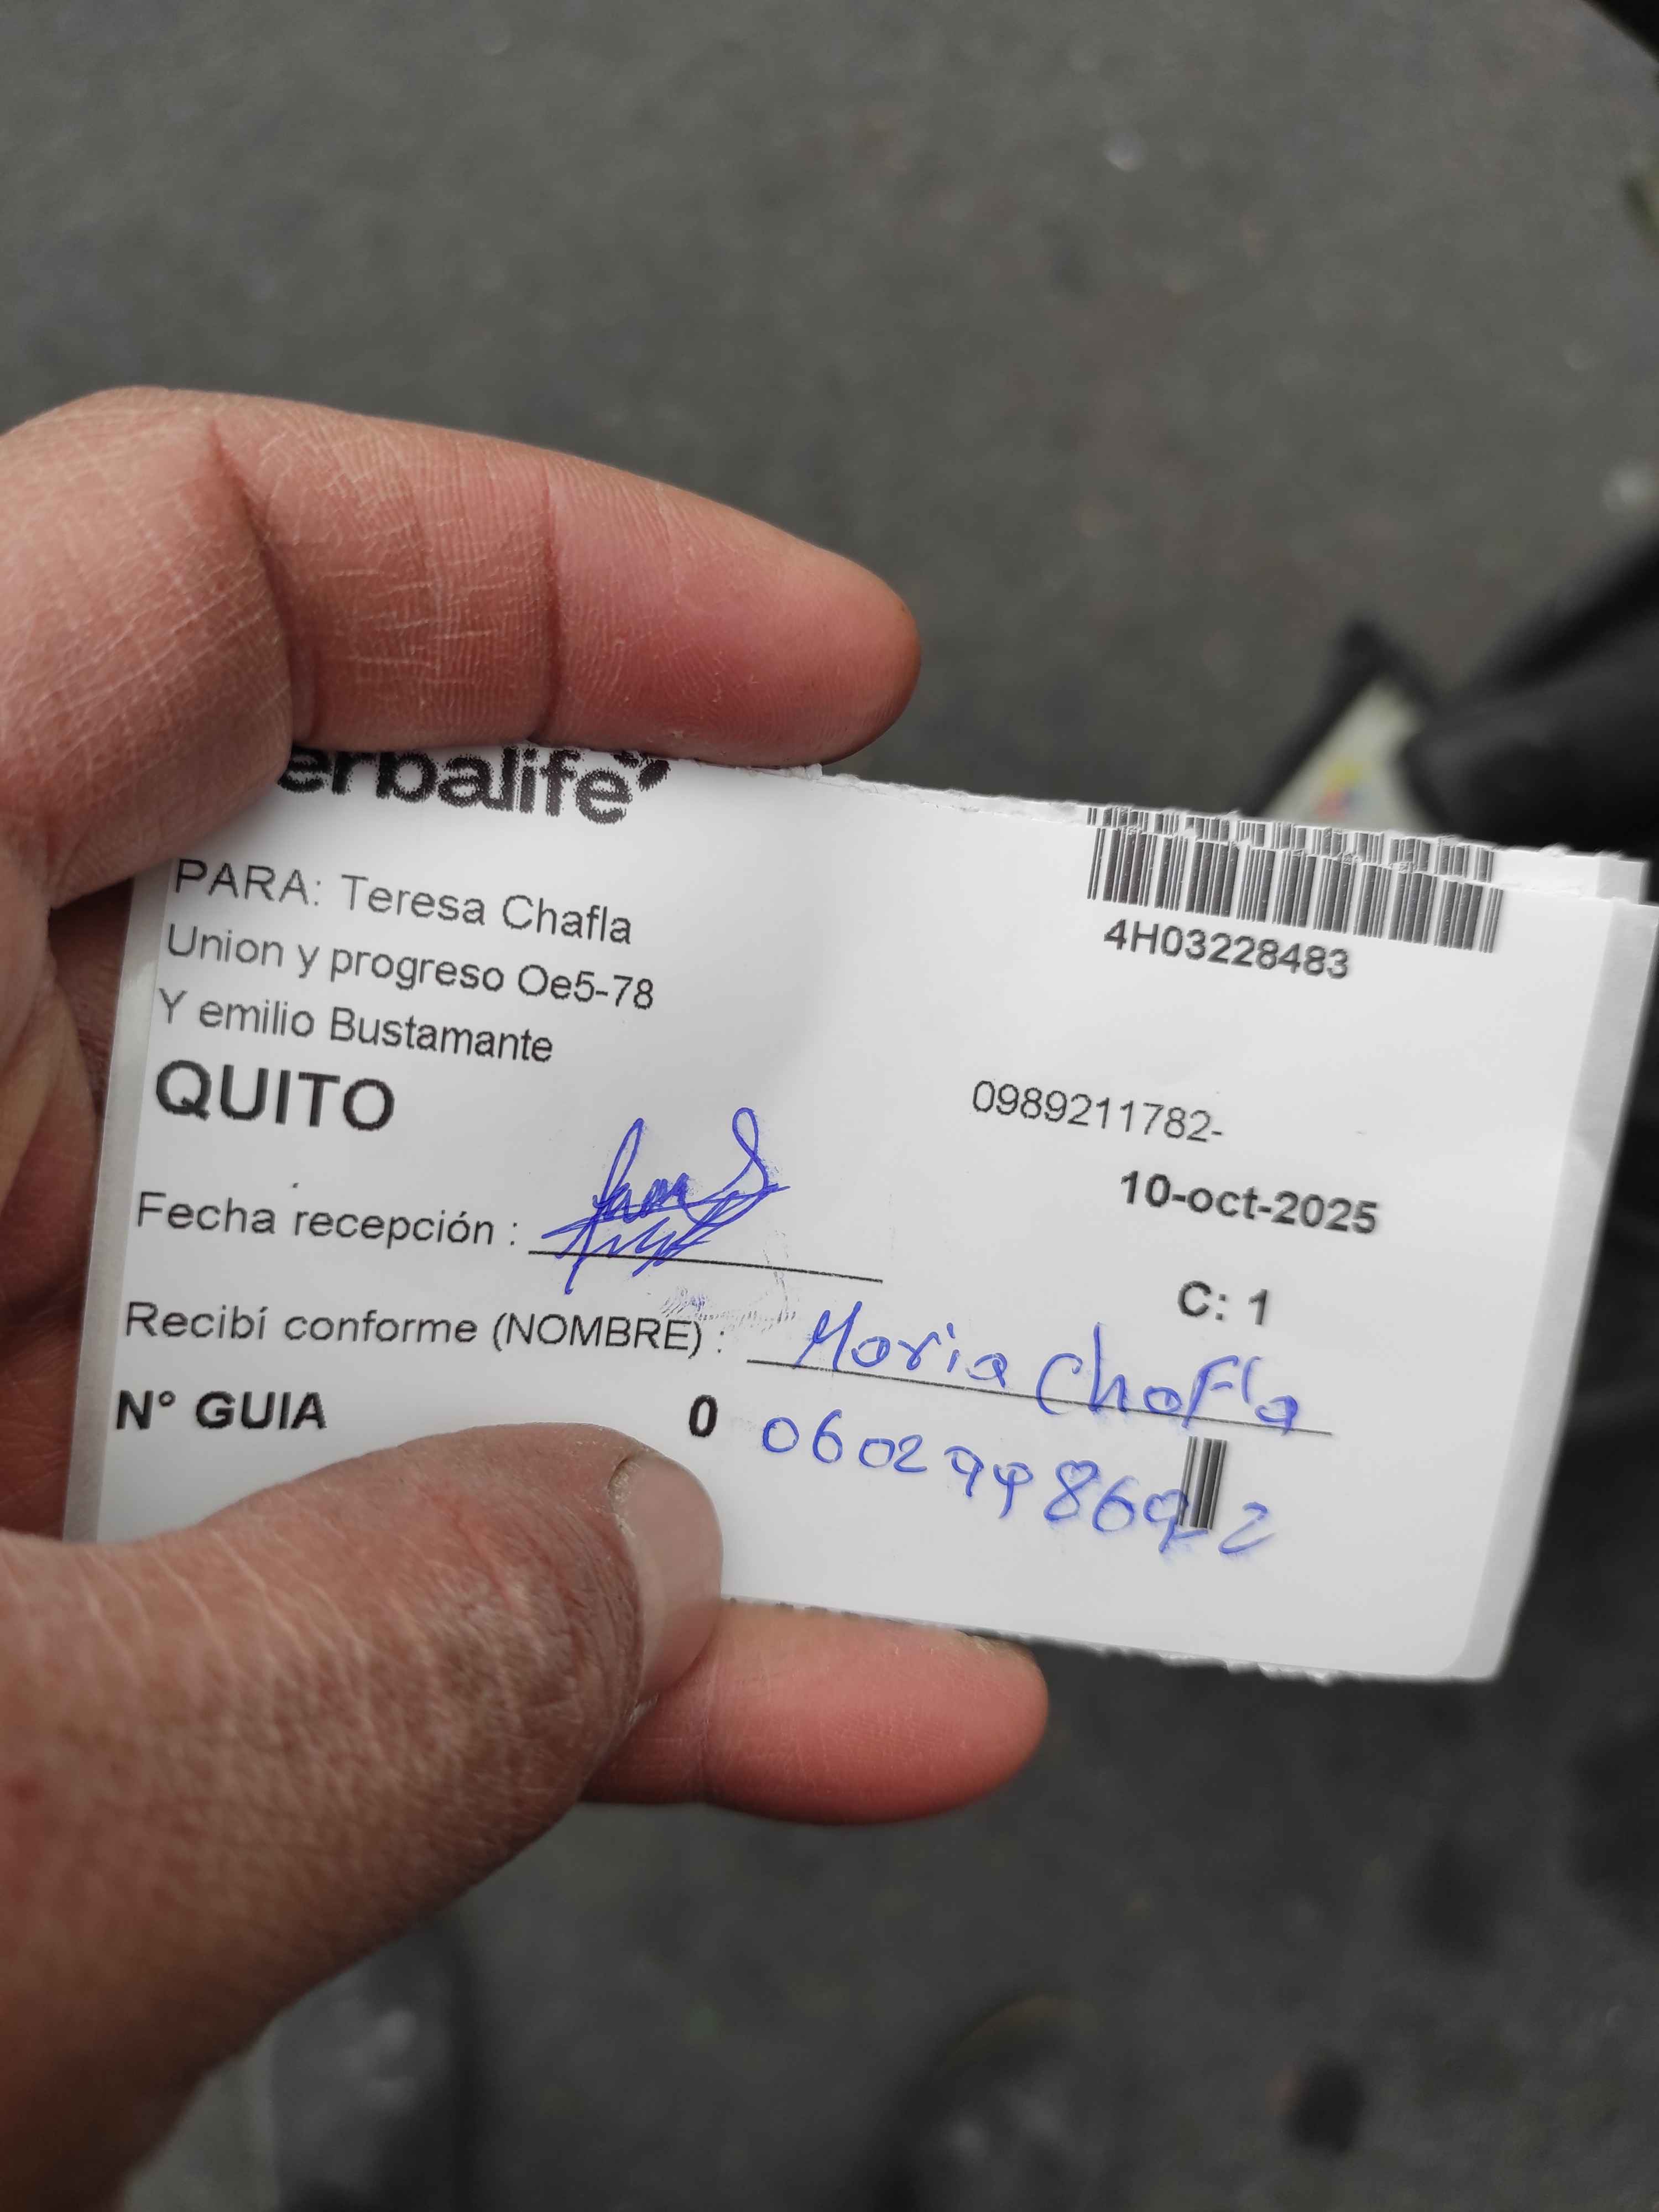 erbalife
4H03228483
PARA: Teresa Chafla
Union y progreso Oe5-78
Y emilio Bustamante
QUITO
0989211782-
10-oct-2025
Fecha recepción :
C: 1
Recibí conforme (NOMBRE) : Maria Chafla
N° GUIA 0